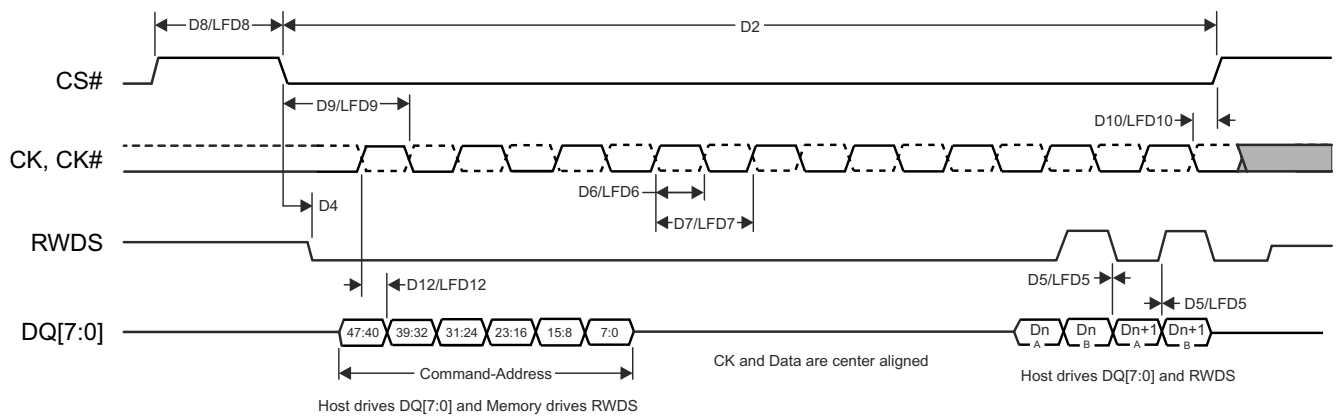 D8/LFD8
D2
CS#
D9/LFD9
D10/LFD10
CK, CK#
D6/LFD6
D4
D7/LFD7
RWDS
D12/LFD12
D5/LFD5
D5/LFD5
DQ[7:0]
47:40 39:32 31:24 23:16 15:8 7:0
Dn A Dn B Dn+1 A Dn+1 B
Command-Address
CK and Data are center aligned
Host drives DQ[7:0] and RWDS
Host drives DQ[7:0] and Memory drives RWDS